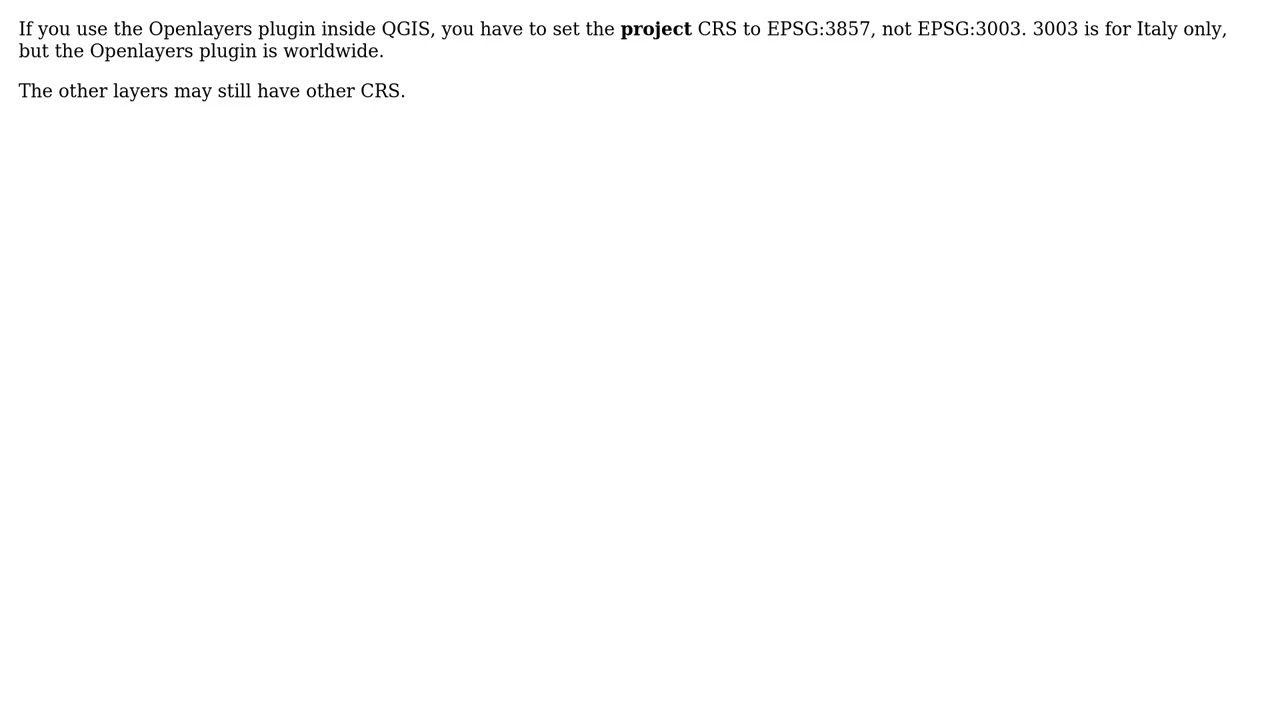 If you use the Openlayers plugin inside QGIS, you have to set the project CRS to EPSG:3857, not EPSG:3003. 3003 is for Italy only,
but the Openlayers plugin is worldwide.
The other layers may still have other CRS.